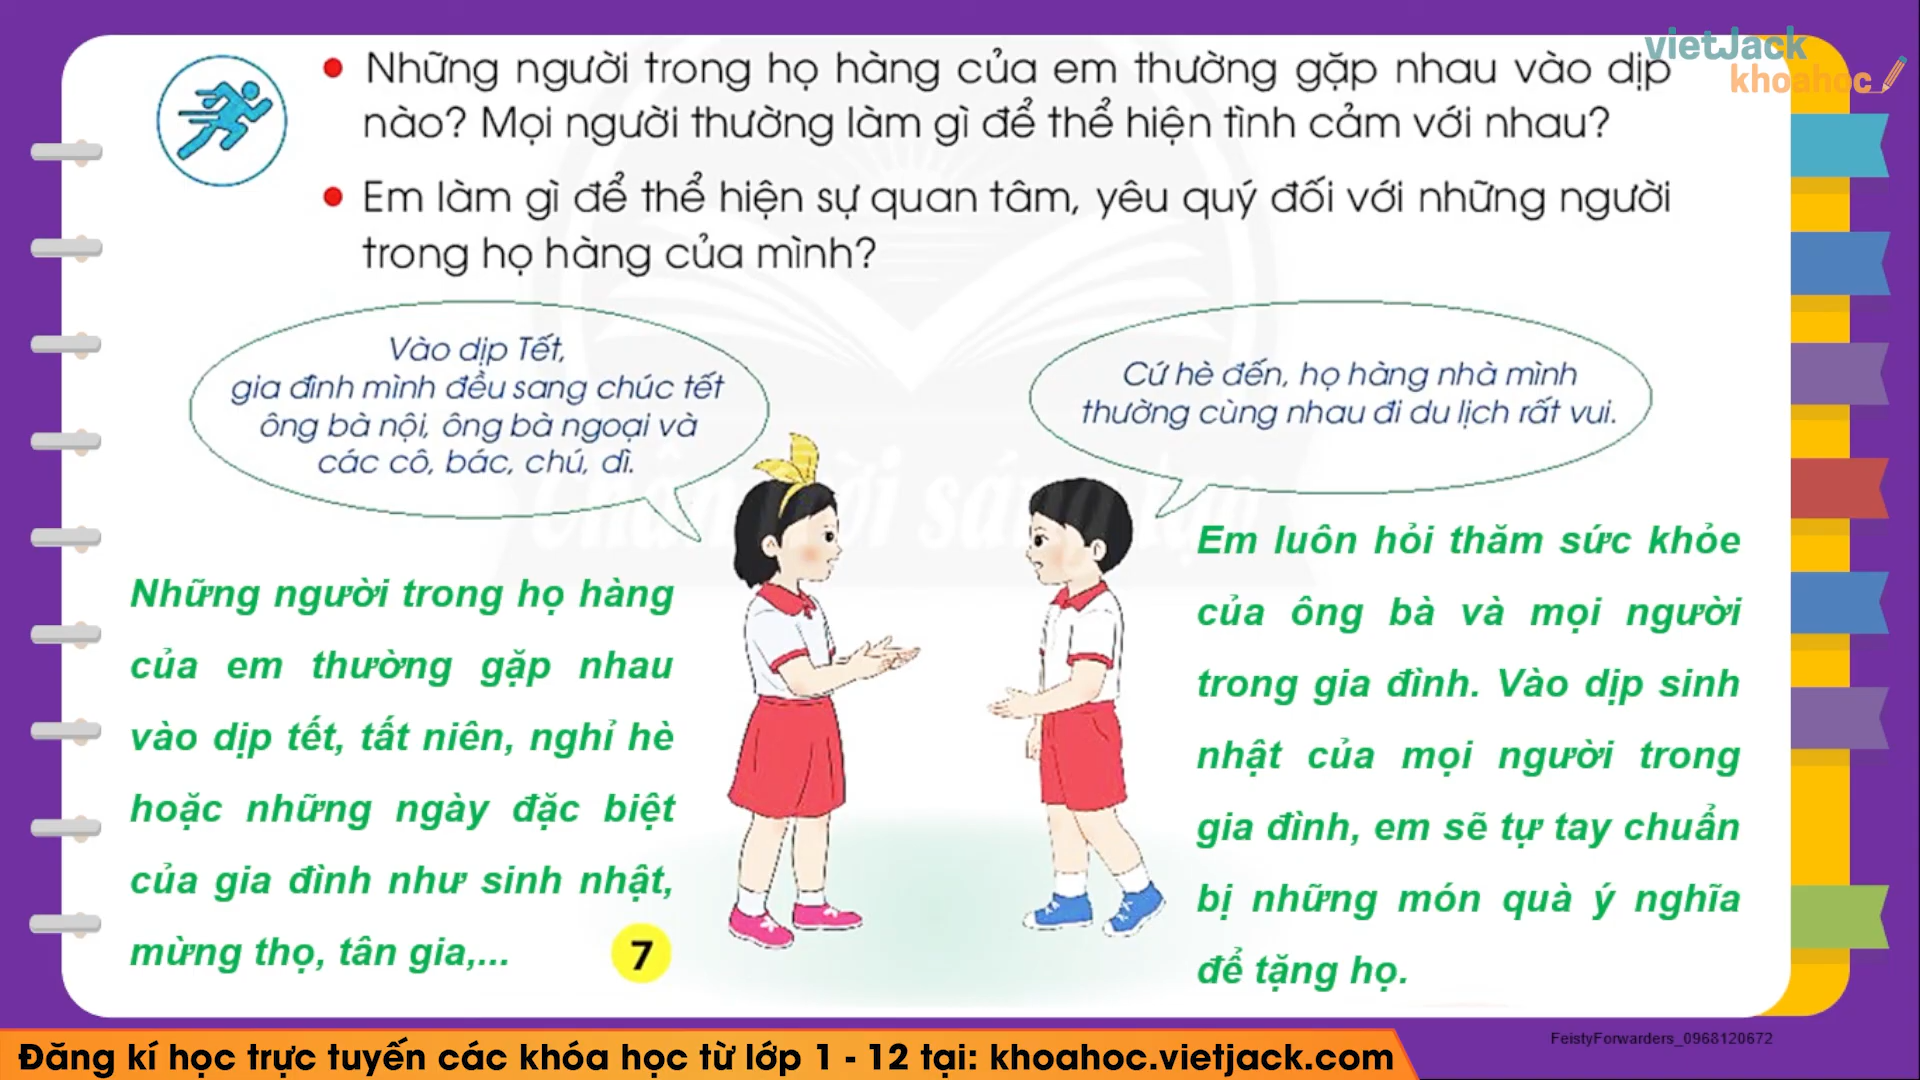 vietJack
khoahoc
Những người trong họ hàng của em thường gặp nhau vào dịp
nào? Mọi người thường làm gì để thể hiện tình cảm với nhau?
Em làm gì để thể hiện sự quan tâm, yêu quý đối với những người
trong họ hàng của mình?
Vào dịp Tết,
gia đình mình đều sang chúc tết
ông bà nội, ông bà ngoại và
các cô, bác, chú, dì.
Cứ hè đến, họ hàng nhà mình
thường cùng nhau đi du lịch rất vui.
Những người trong họ hàng
của em thường gặp nhau
vào dịp tết, tất niên, nghỉ hè
hoặc những ngày đặc biệt
của gia đình như sinh nhật,
mừng thọ, tân gia,...
7
Em luôn hỏi thăm sức khỏe
của ông bà và mọi người
trong gia đình. Vào dịp sinh
nhật của mọi người trong
gia đình, em sẽ tự tay chuẩn
bị những món quà ý nghĩa
để tặng họ.
Đăng kí học trực tuyến các khóa học từ lớp 1 - 12 tại: khoahoc.vietjack.com
FeistyForwarders_0968120672